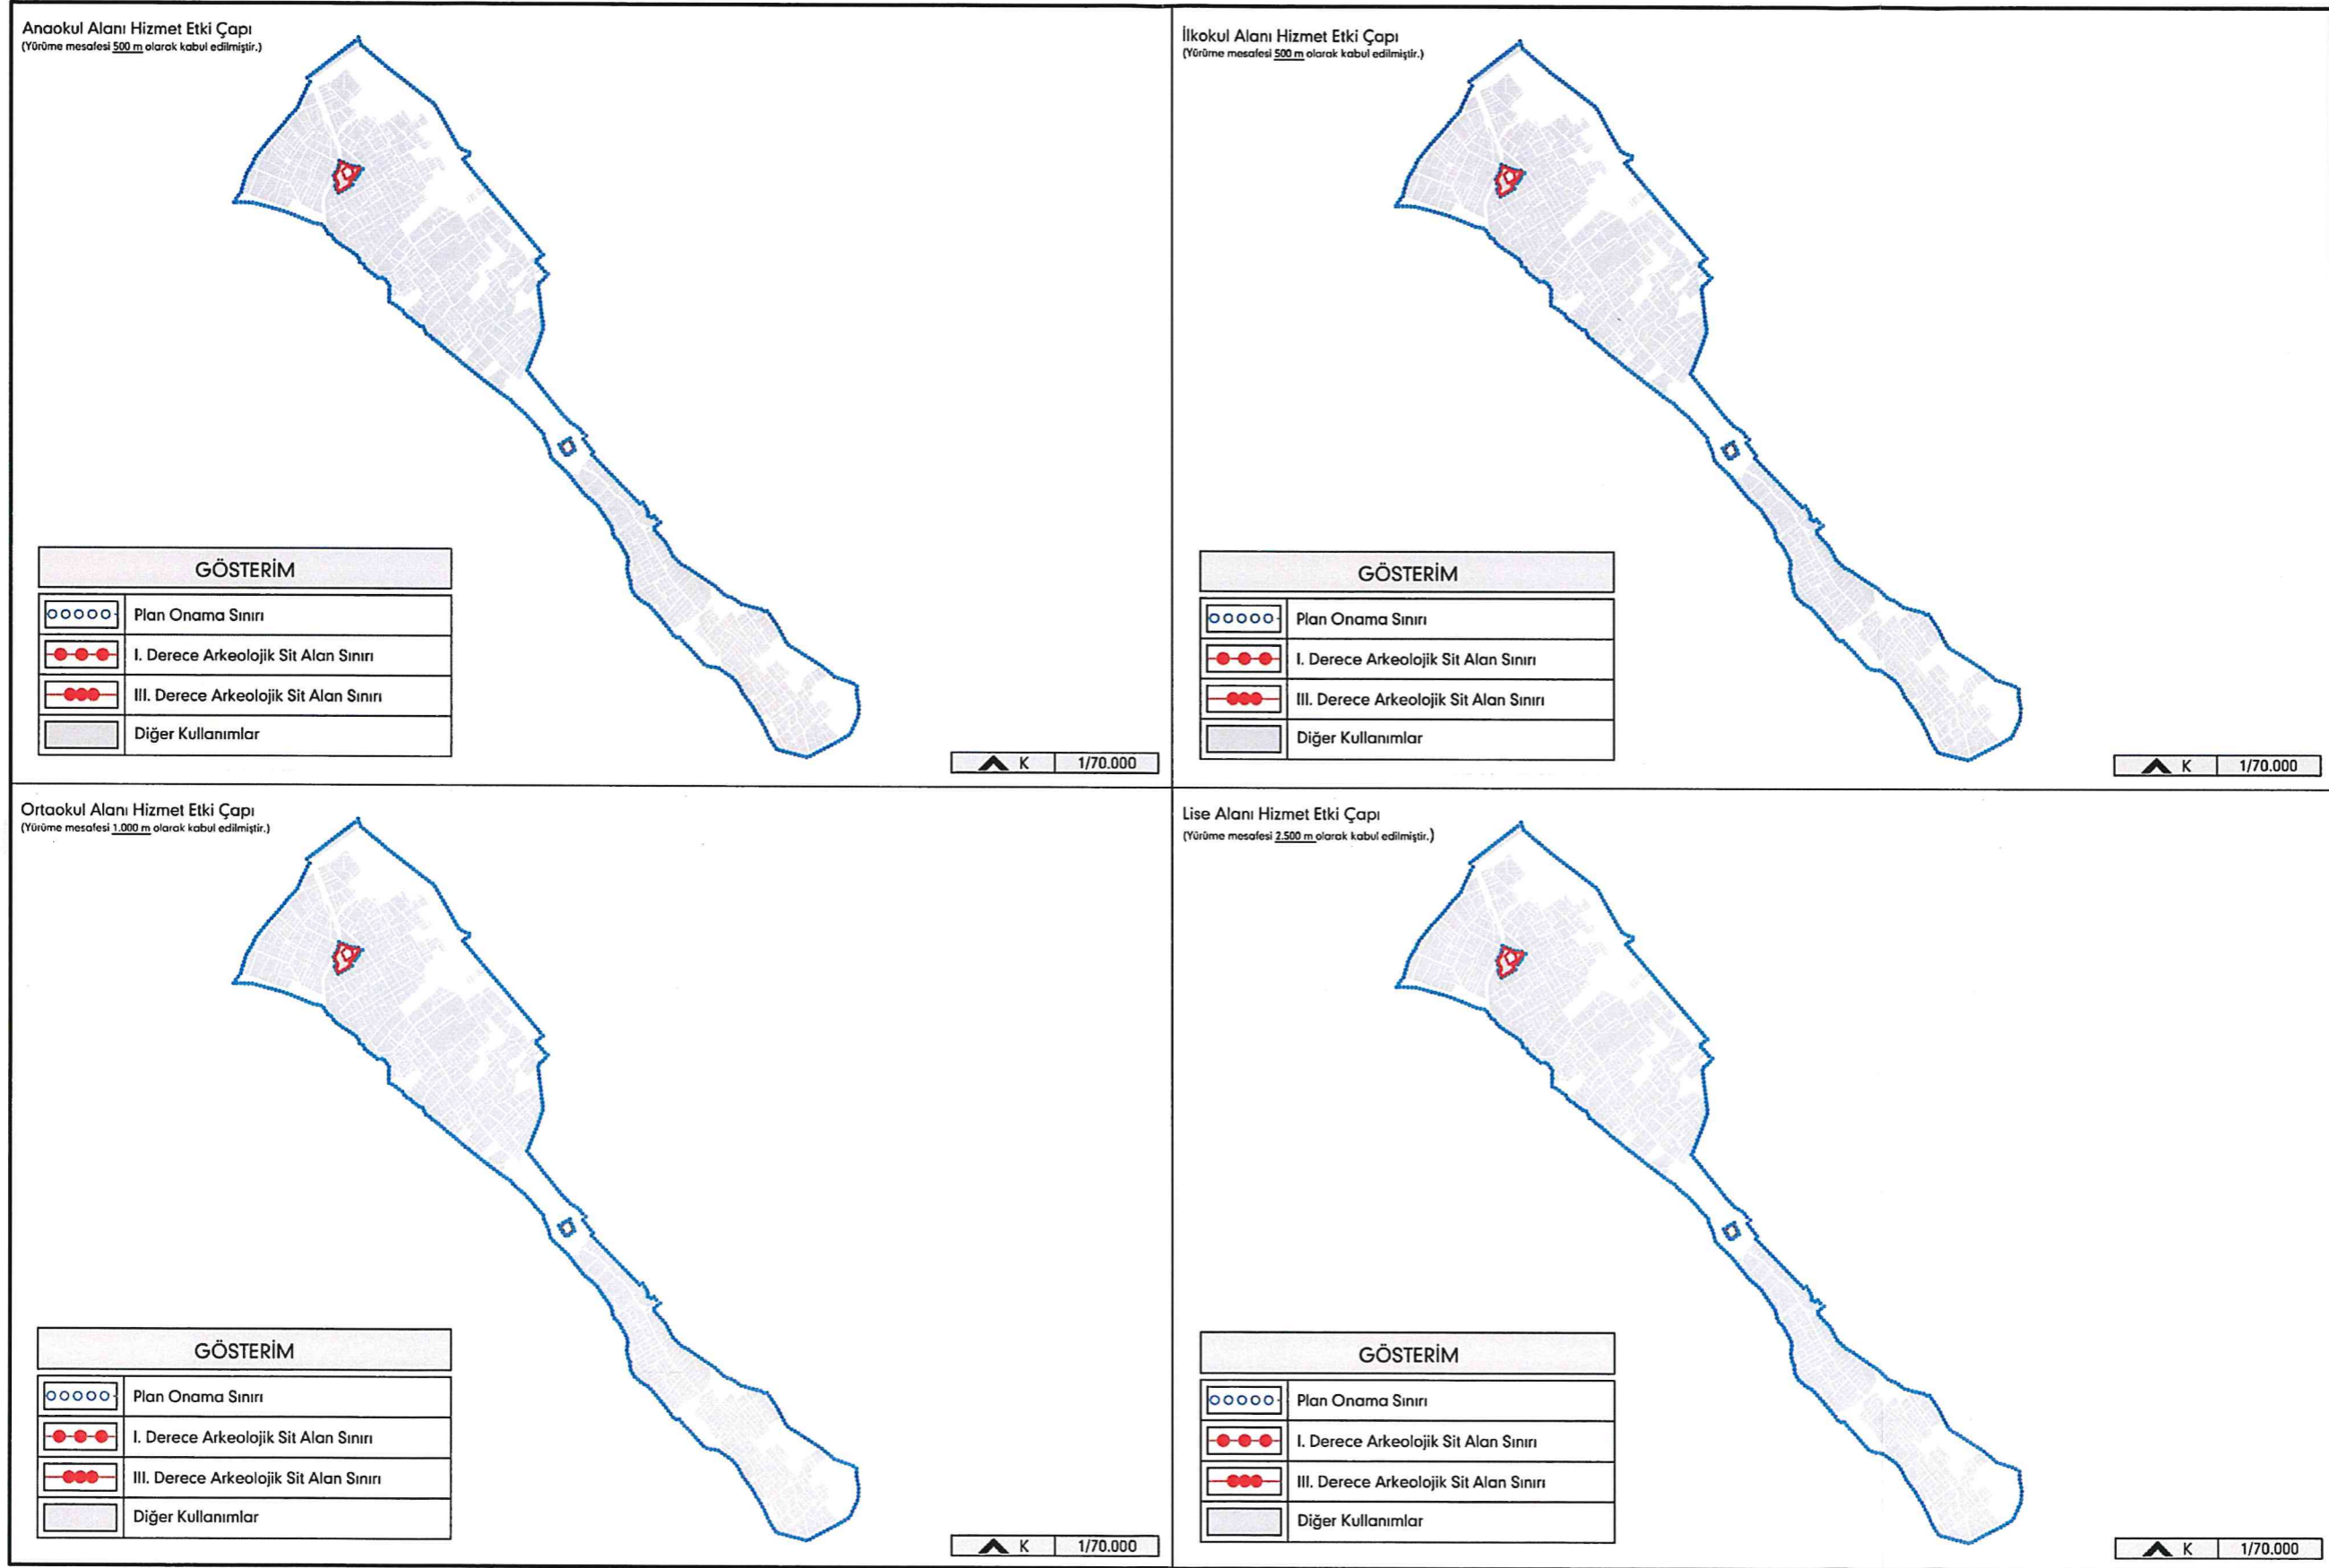 Anaokul Alanı Hizmet Etki Çapı
(Yürüme mesafesi 500 m olarak kabul edilmiştir.)
GÖSTERİM
Plan Onama Sınırı
I. Derece Arkeolojik Sit Alan Sınırı
III. Derece Arkeolojik Sit Alan Sınırı
Diğer Kullanımlar
K 1/70.000
İlkokul Alanı Hizmet Etki Çapı
(Yürüme mesafesi 500 m olarak kabul edilmiştir.)
GÖSTERİM
Plan Onama Sınırı
I. Derece Arkeolojik Sit Alan Sınırı
III. Derece Arkeolojik Sit Alan Sınırı
Diğer Kullanımlar
K 1/70.000
Ortaokul Alanı Hizmet Etki Çapı
(Yürüme mesafesi 1.000 m olarak kabul edilmiştir.)
GÖSTERİM
Plan Onama Sınırı
I. Derece Arkeolojik Sit Alan Sınırı
III. Derece Arkeolojik Sit Alan Sınırı
Diğer Kullanımlar
K 1/70.000
Lise Alanı Hizmet Etki Çapı
(Yürüme mesafesi 2.500 m olarak kabul edilmiştir.)
GÖSTERİM
Plan Onama Sınırı
I. Derece Arkeolojik Sit Alan Sınırı
III. Derece Arkeolojik Sit Alan Sınırı
Diğer Kullanımlar
K 1/70.000